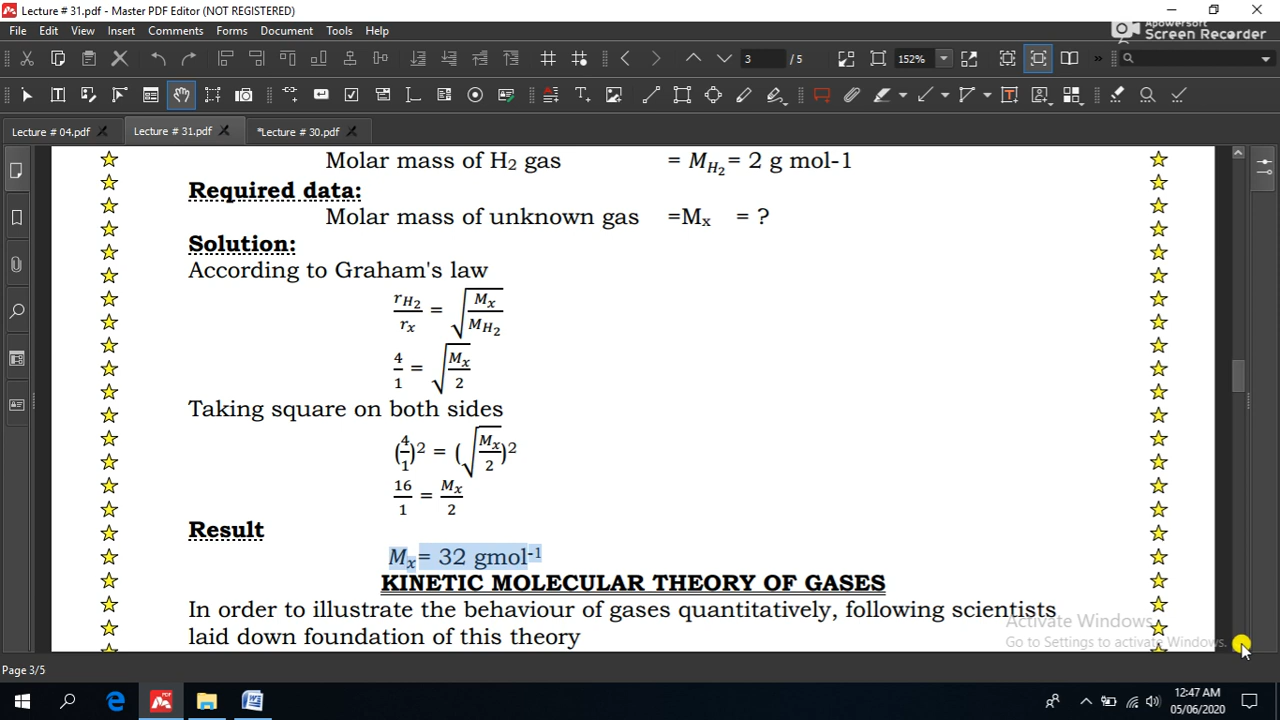 Lecture # 31.pdf - Master PDF Editor (NOT REGISTERED)
File Edit View Insert Comments Forms Document Tools Help
Apowersoft
Screen Recorder
3 / 5 152%
Lecture # 04.pdf Lecture # 31.pdf *Lecture # 30.pdf
Molar mass of H₂ gas = M_H₂ = 2 g mol-1
Required data:
Molar mass of unknown gas =Mₓ = ?
Solution:
According to Graham's law
r_H₂/rₓ = √(Mₓ/M_H₂)
4/1 = √(Mₓ/2)
Taking square on both sides
(4/1)² = (√(Mₓ/2))²
16/1 = Mₓ/2
Result
Mₓ= 32 gmol⁻¹
KINETIC MOLECULAR THEORY OF GASES
In order to illustrate the behaviour of gases quantitatively, following scientists
laid down foundation of this theory
Activate Windows
Go to Settings to activate Windows.
Page 3/5
12:47 AM
05/06/2020